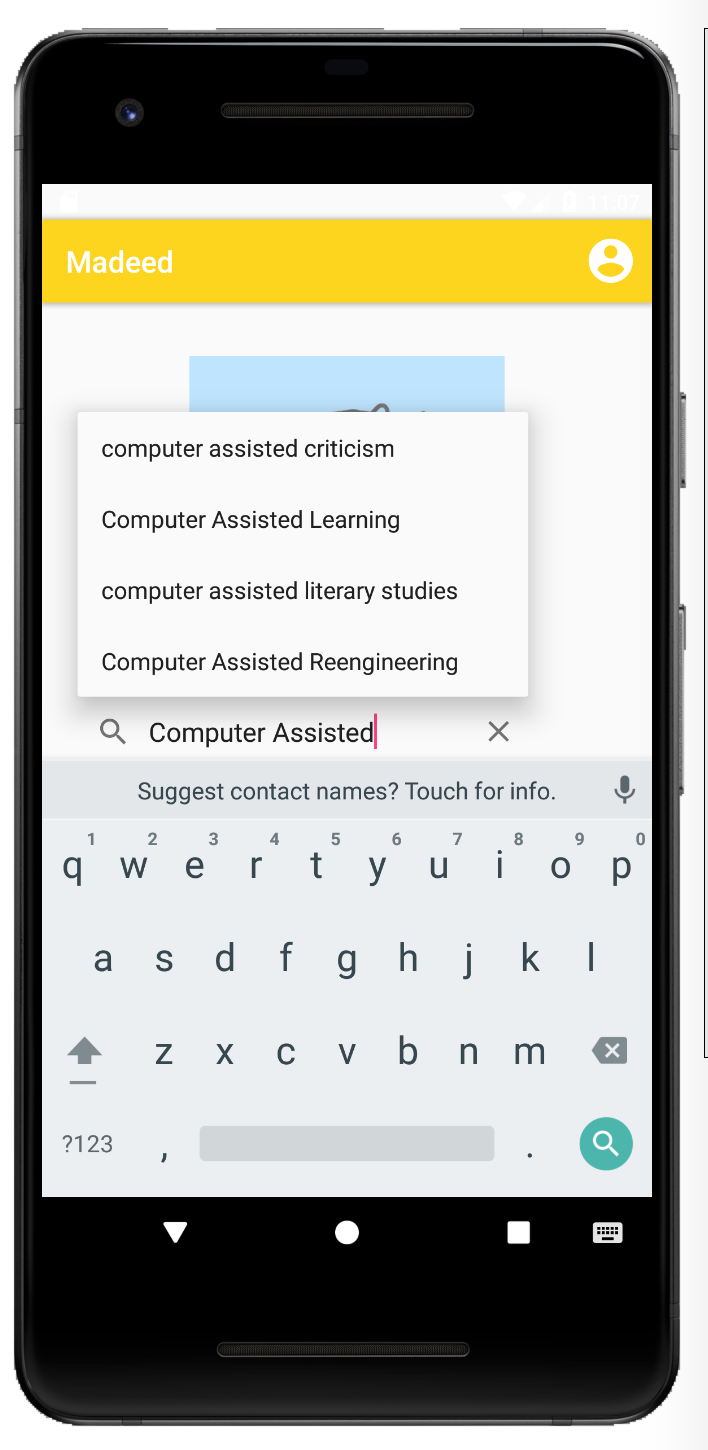 11:07
Madeed
computer assisted criticism
Computer Assisted Learning
computer assisted literary studies
Computer Assisted Reengineering
Computer Assisted
Suggest contact names? Touch for info.
1 2 3 4 5 6 7 8 9 0
q w e r t y u i o p
a s d f g h j k l
z x c v b n m
?123 , .